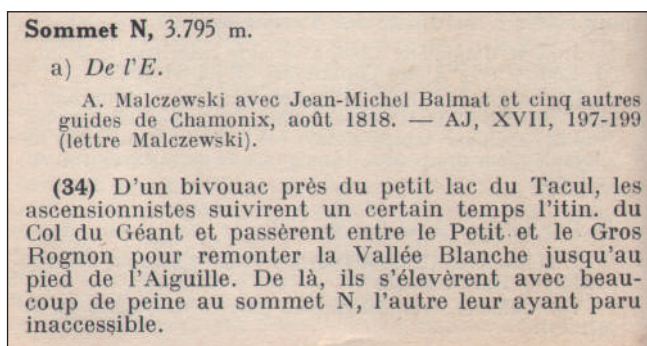 Sommet N, 3.795 m.
a) De l'E.
A. Malczewski avec Jean-Michel Balmat et cinq autres
guides de Chamonix, août 1818. — AJ, XVII, 197-199
(lettre Malczewski).
(34) D'un bivouac près du petit lac du Tacul, les
ascensionnistes suivirent un certain temps l'itin. du
Col du Géant et passèrent entre le Petit et le Gros
Rognon pour remonter la Vallée Blanche jusqu'au
pied de l'Aiguille. De là, ils s'élevèrent avec beau-
coup de peine au sommet N, l'autre leur ayant paru
inaccessible.